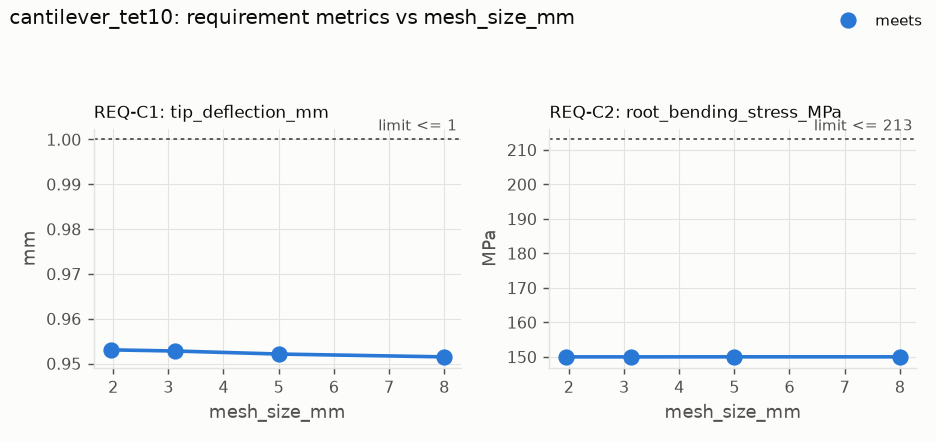 cantilever_tet10: requirement metrics vs mesh_size_mm
meets
REQ-C1: tip_deflection_mm
limit <= 1
1.00
0.99
0.98
0.97
0.96
0.95
mm
2 3 4 5 6 7 8
mesh_size_mm
REQ-C2: root_bending_stress_MPa
limit <= 213
210
200
190
180
170
160
150
MPa
2 3 4 5 6 7 8
mesh_size_mm